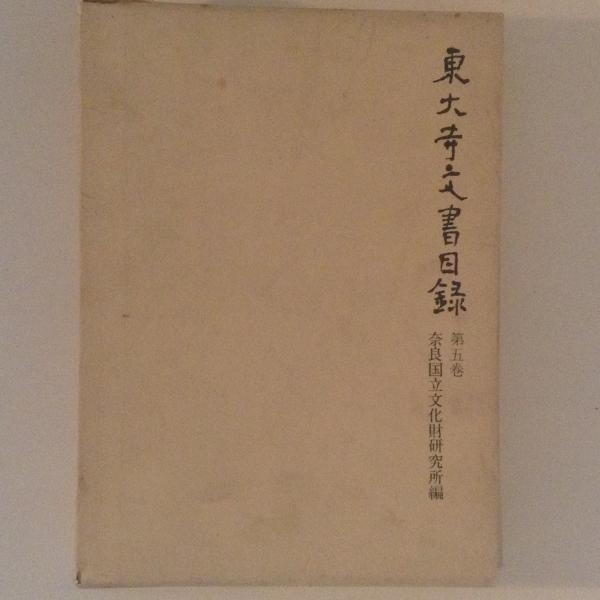 東大寺文書目録
第五巻
奈良国立文化財研究所編